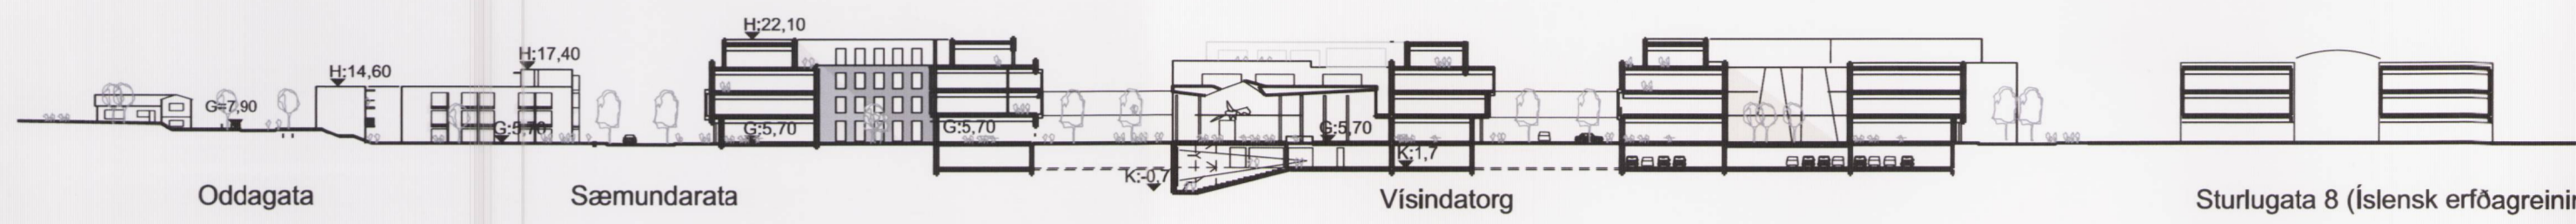 H:22,10
H:17,40
H:14,60
G=7,90
G:5,70
G:5,70
G:5,70
G:5,70
K:1,7
K:-0,7
Oddagata
Sæmundarata
Vísindatorg
Sturlugata 8 (Íslensk erfðagreinin